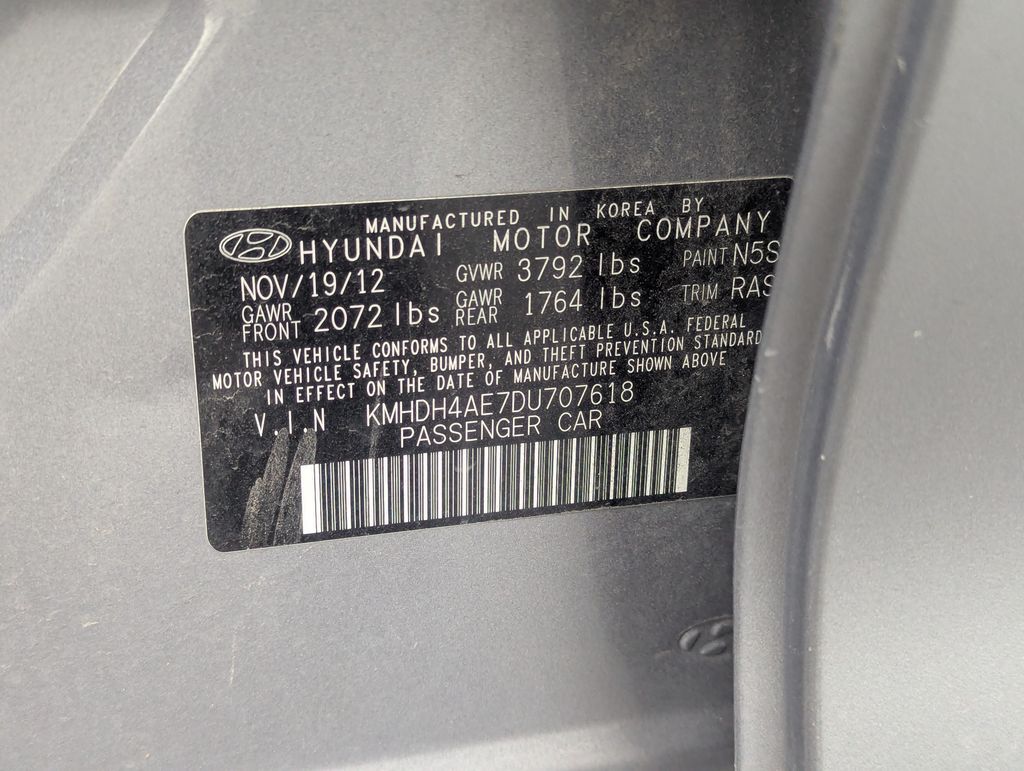 MANUFACTURED IN KOREA BY
HYUNDAI MOTOR COMPANY
NOV/19/12 GVWR 3792 lbs PAINT N5S
GAWR FRONT 2072 lbs GAWR REAR 1764 lbs TRIM RAS
THIS VEHICLE CONFORMS TO ALL APPLICABLE U.S.A. FEDERAL
MOTOR VEHICLE SAFETY, BUMPER, AND THEFT PREVENTION STANDARD
IN EFFECT ON THE DATE OF MANUFACTURE SHOWN ABOVE
V.I.N KMHDH4AE7DU707618
PASSENGER CAR